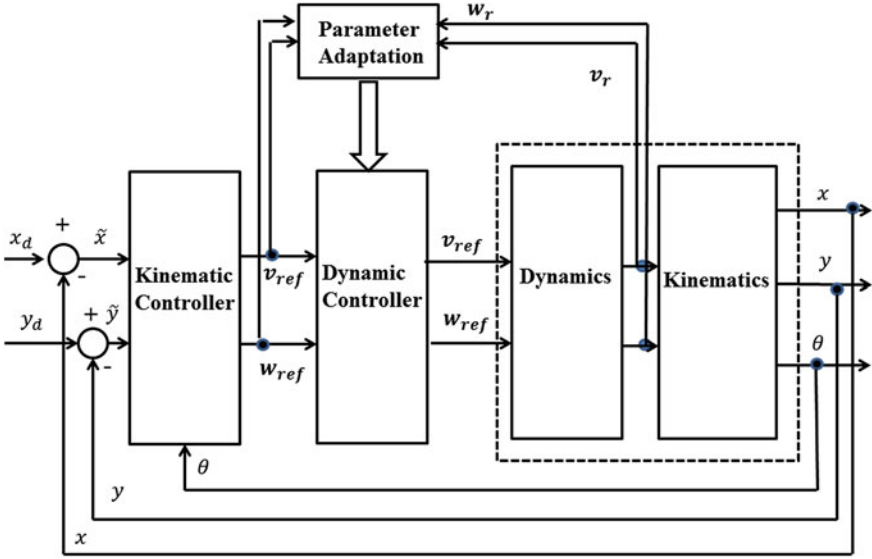 w_r
Parameter
Adaptation
v_r
x
+
x_d
x̃
-
v_ref
Kinematic
Controller
v_ref
Dynamic
Controller
Dynamics
Kinematics
y
y_d
+ ỹ
-
w_ref
w_ref
θ
θ
y
x